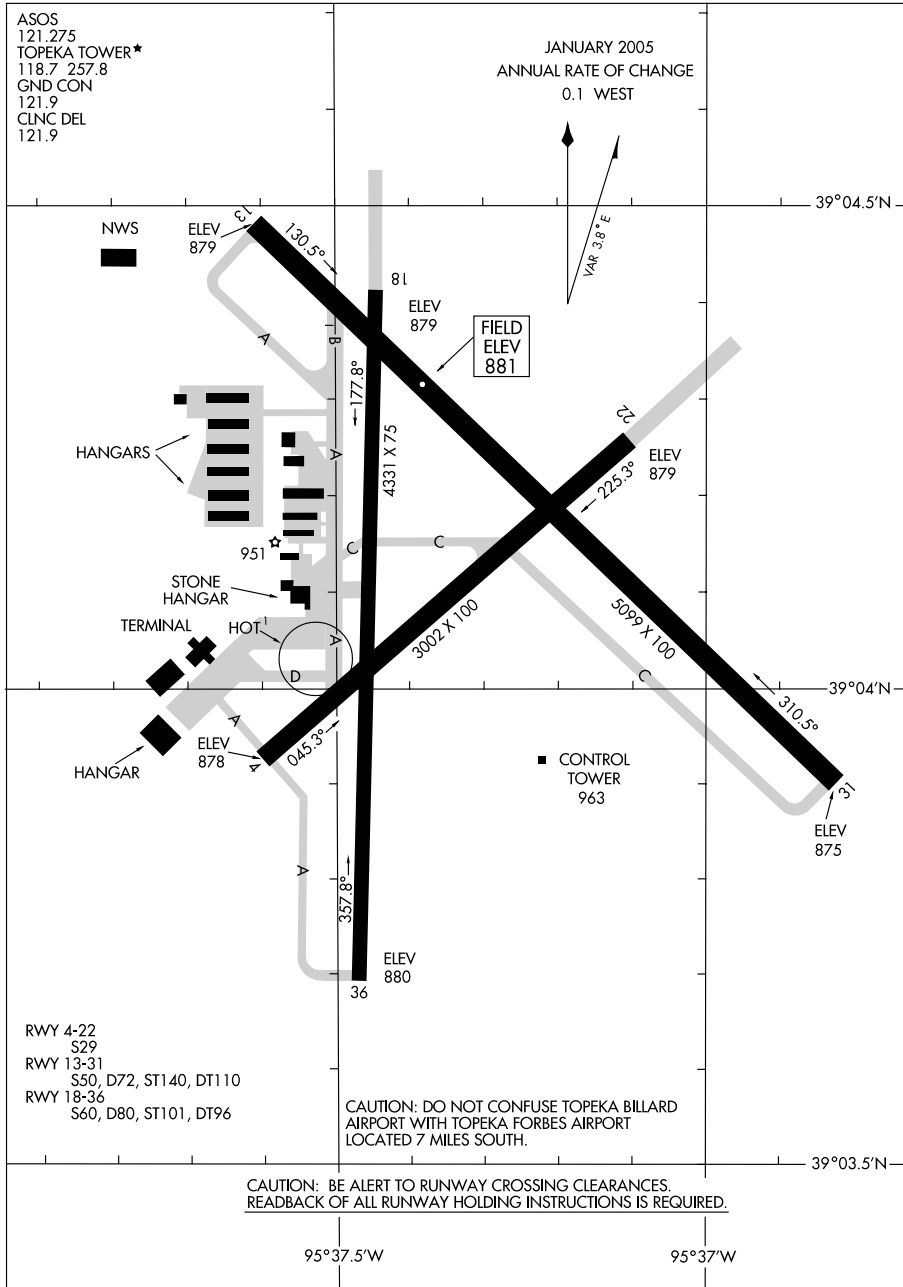 ASOS
121.275
TOPEKA TOWER★
118.7 257.8
GND CON
121.9
CLNC DEL
121.9
JANUARY 2005
ANNUAL RATE OF CHANGE
0.1 WEST
VAR 3.8° E
39°04.5'N
NWS
ELEV
879
13
130.5°
18
ELEV
879
FIELD
ELEV
881
A
B
177.8°
4331 X 75
22
ELEV
879
225.3°
HANGARS
A
951
C
C
STONE
HANGAR
TERMINAL
HOT¹
A
D
3002 X 100
5099 X 100
C
39°04'N
310.5°
31
ELEV
875
A
HANGAR
ELEV
878
4
045.3°
CONTROL
TOWER
963
A
357.8°
ELEV
880
36
RWY 4-22
S29
RWY 13-31
S50, D72, ST140, DT110
RWY 18-36
S60, D80, ST101, DT96
CAUTION: DO NOT CONFUSE TOPEKA BILLARD
AIRPORT WITH TOPEKA FORBES AIRPORT
LOCATED 7 MILES SOUTH.
39°03.5'N
CAUTION: BE ALERT TO RUNWAY CROSSING CLEARANCES.
READBACK OF ALL RUNWAY HOLDING INSTRUCTIONS IS REQUIRED.
95°37.5'W
95°37'W